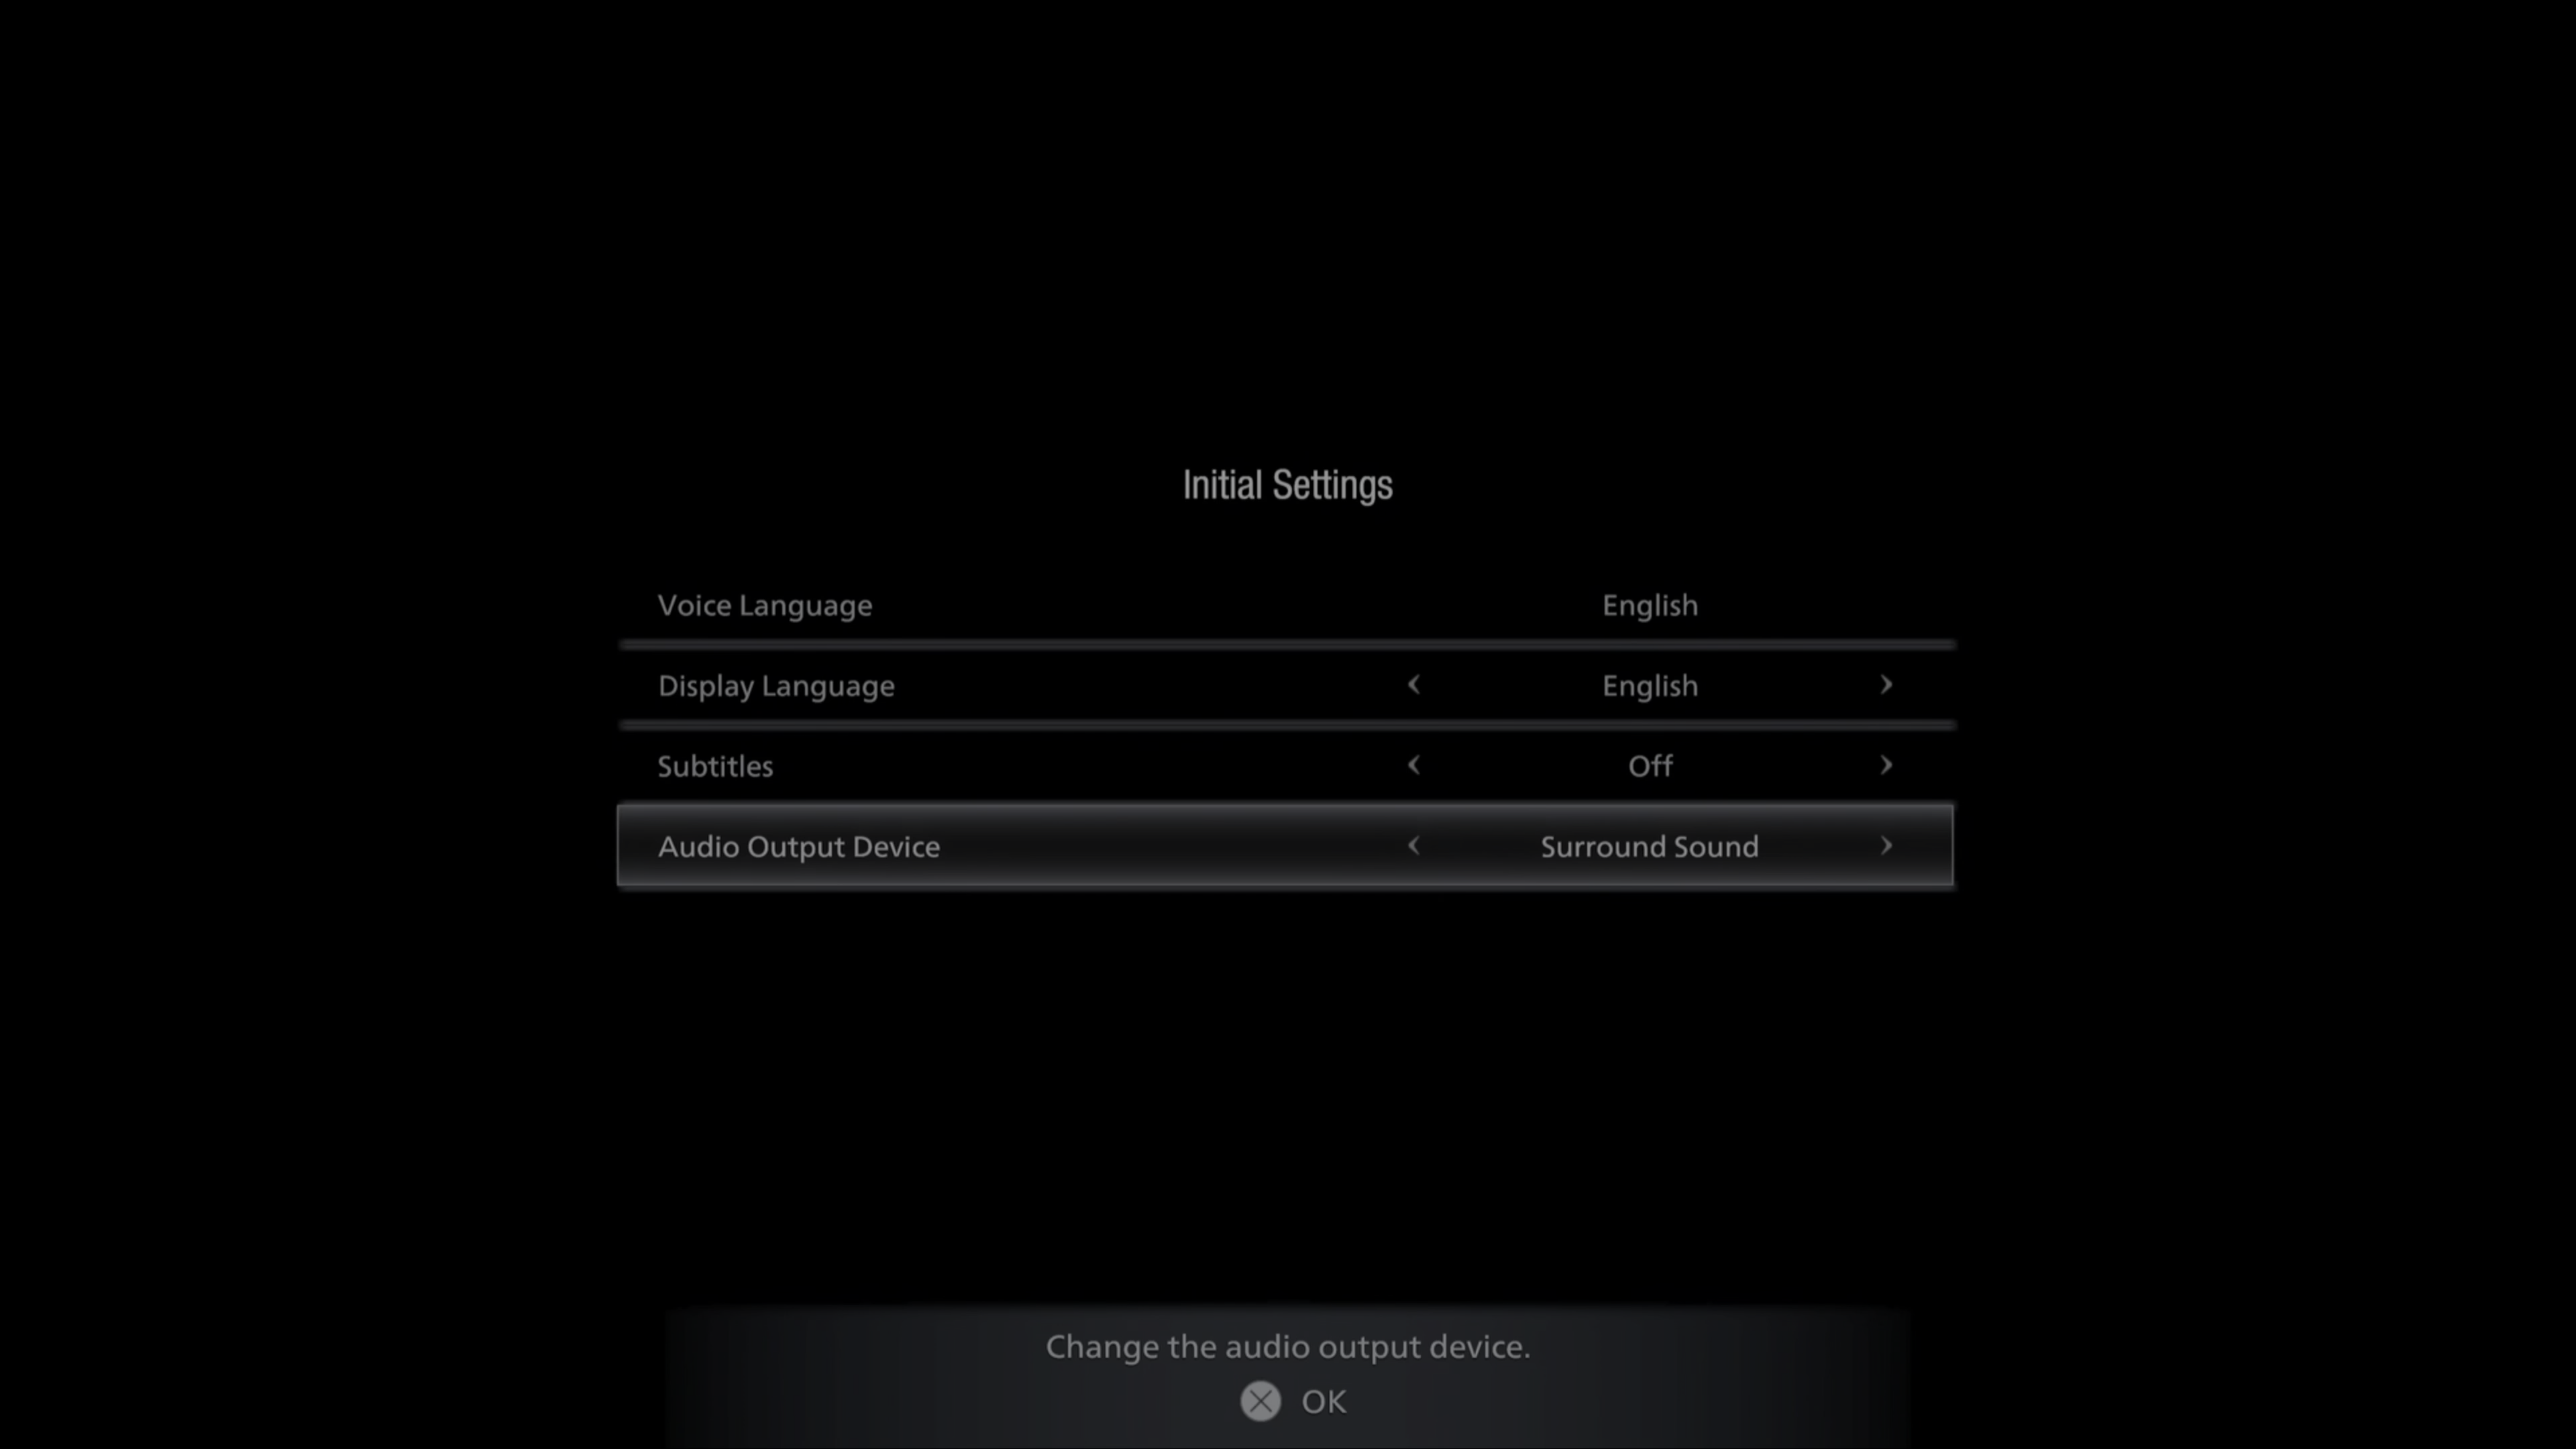 Initial Settings
Voice Language English
Display Language < English >
Subtitles < Off >
Audio Output Device < Surround Sound >
Change the audio output device.
OK